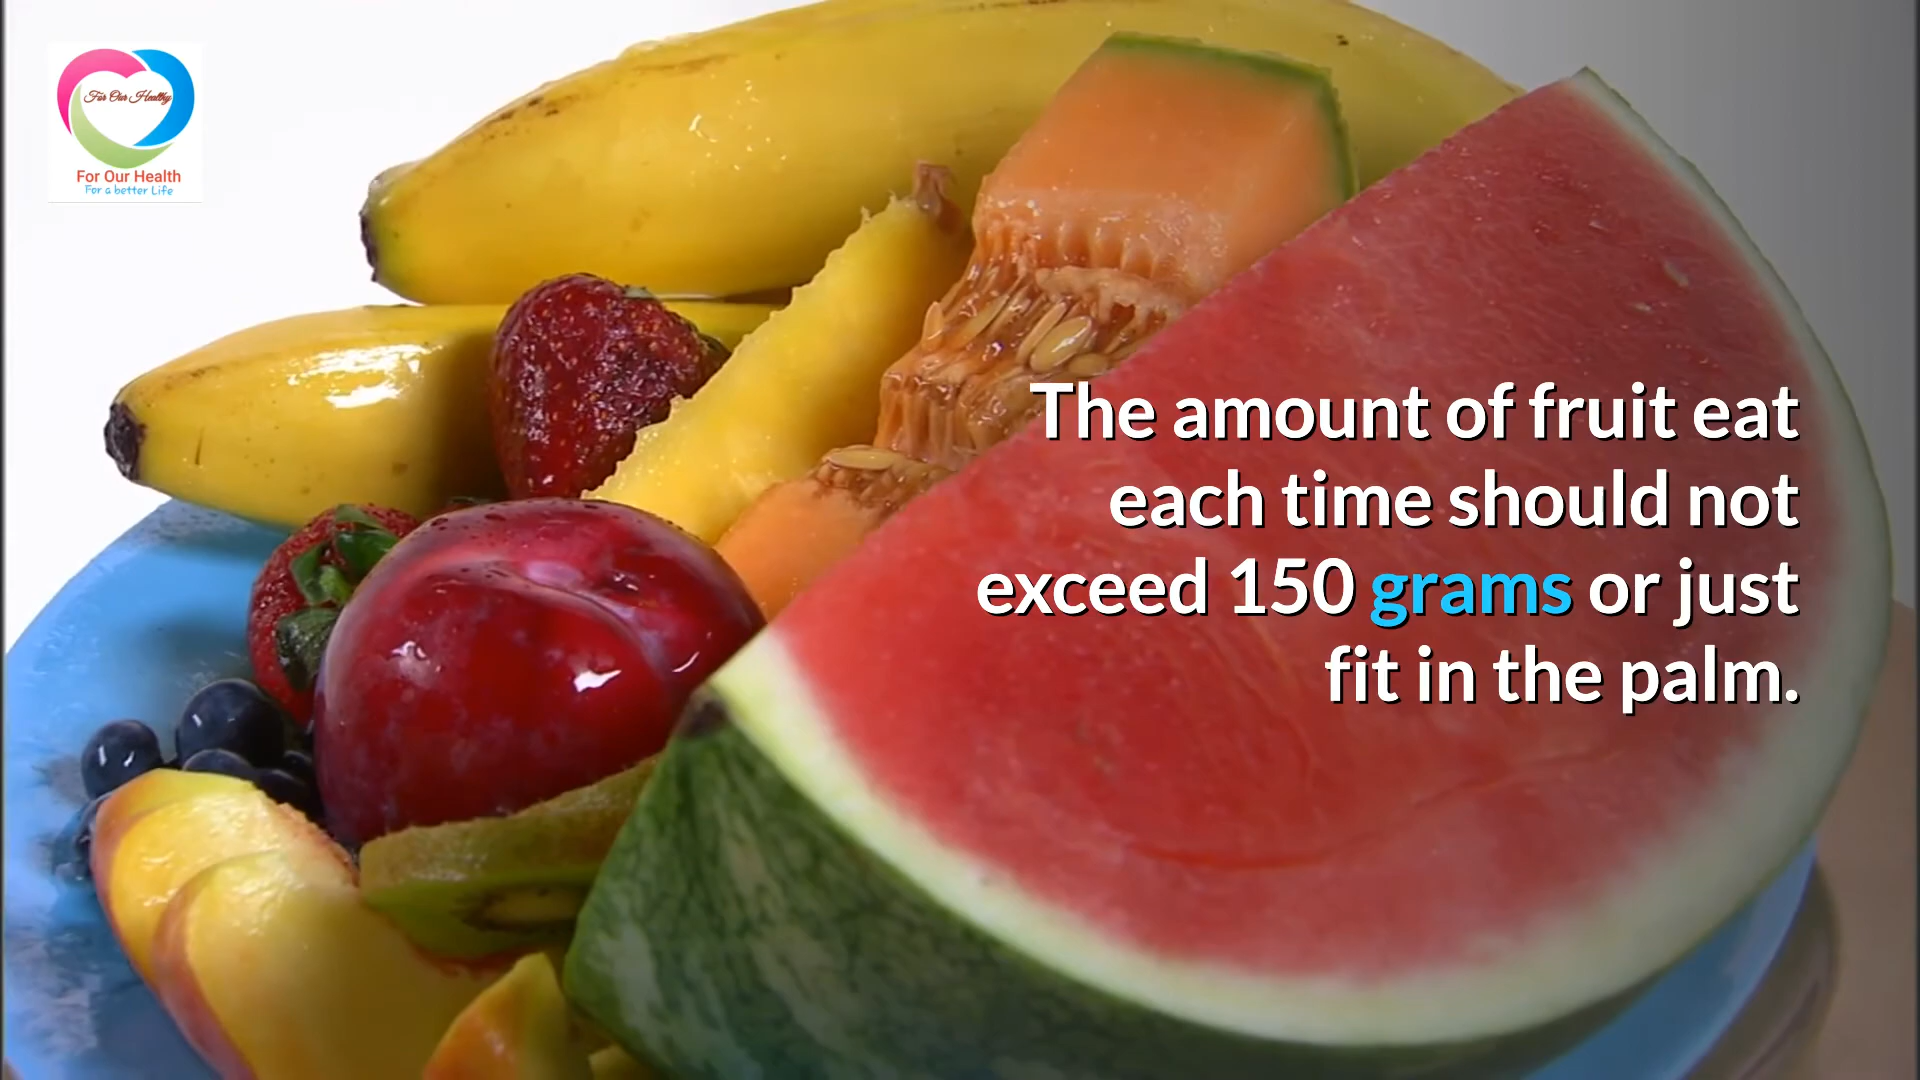 For Our Healthy
For Our Health
For a better Life
The amount of fruit eat
each time should not
exceed 150 grams or just
fit in the palm.